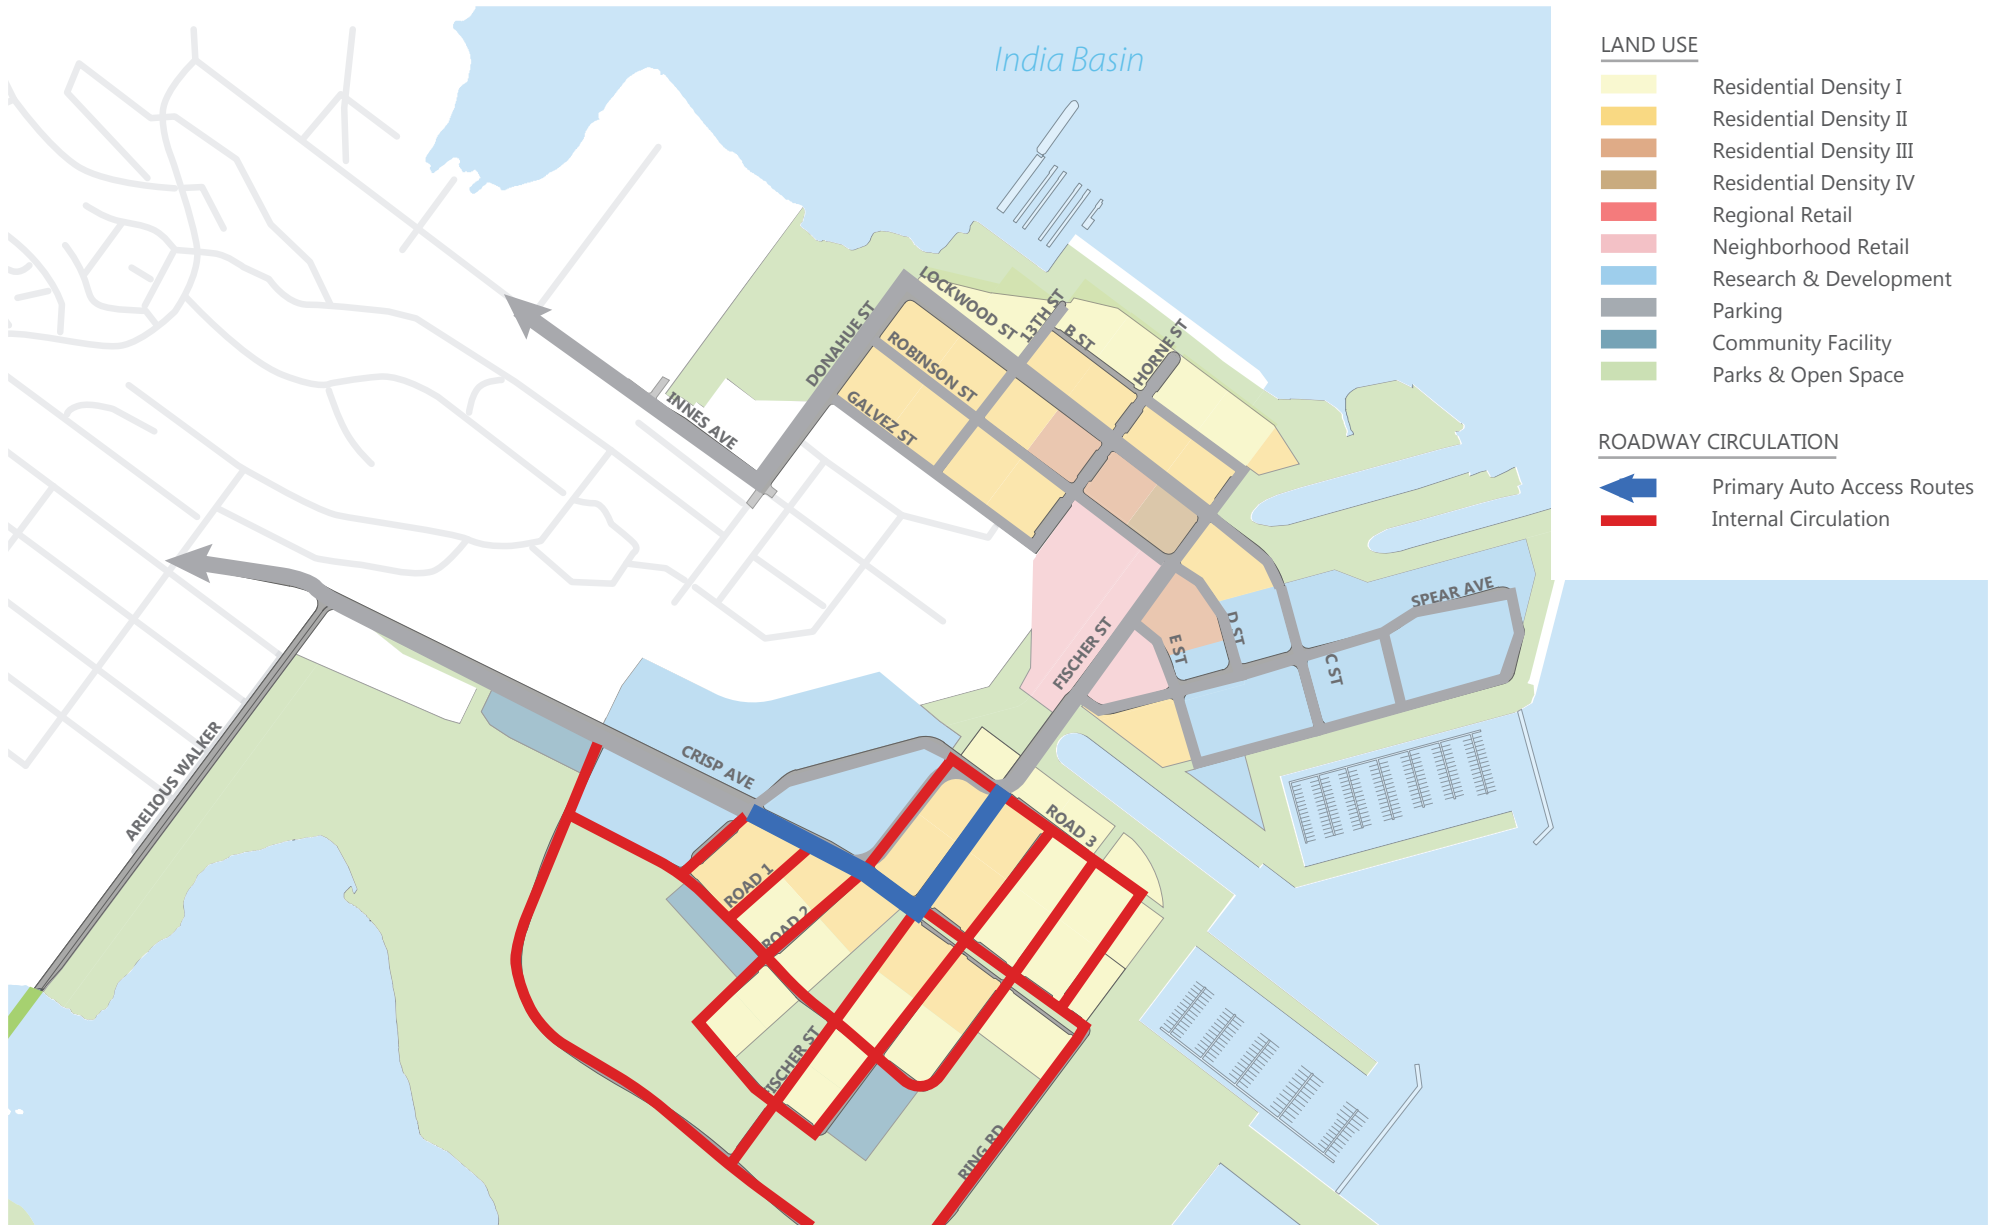 India Basin
LAND USE
Residential Density I
Residential Density II
Residential Density III
Residential Density IV
Regional Retail
Neighborhood Retail
Research & Development
Parking
Community Facility
Parks & Open Space
ROADWAY CIRCULATION
Primary Auto Access Routes
Internal Circulation
LOCKWOOD ST
13TH ST
B ST
HORNE ST
DONAHUE ST
ROBINSON ST
GALVEZ ST
INNES AVE
SPEAR AVE
D ST
E ST
C ST
FISCHER ST
ARELIOUS WALKER
CRISP AVE
ROAD 3
ROAD 1
ROAD 2
FISCHER ST
RING RD